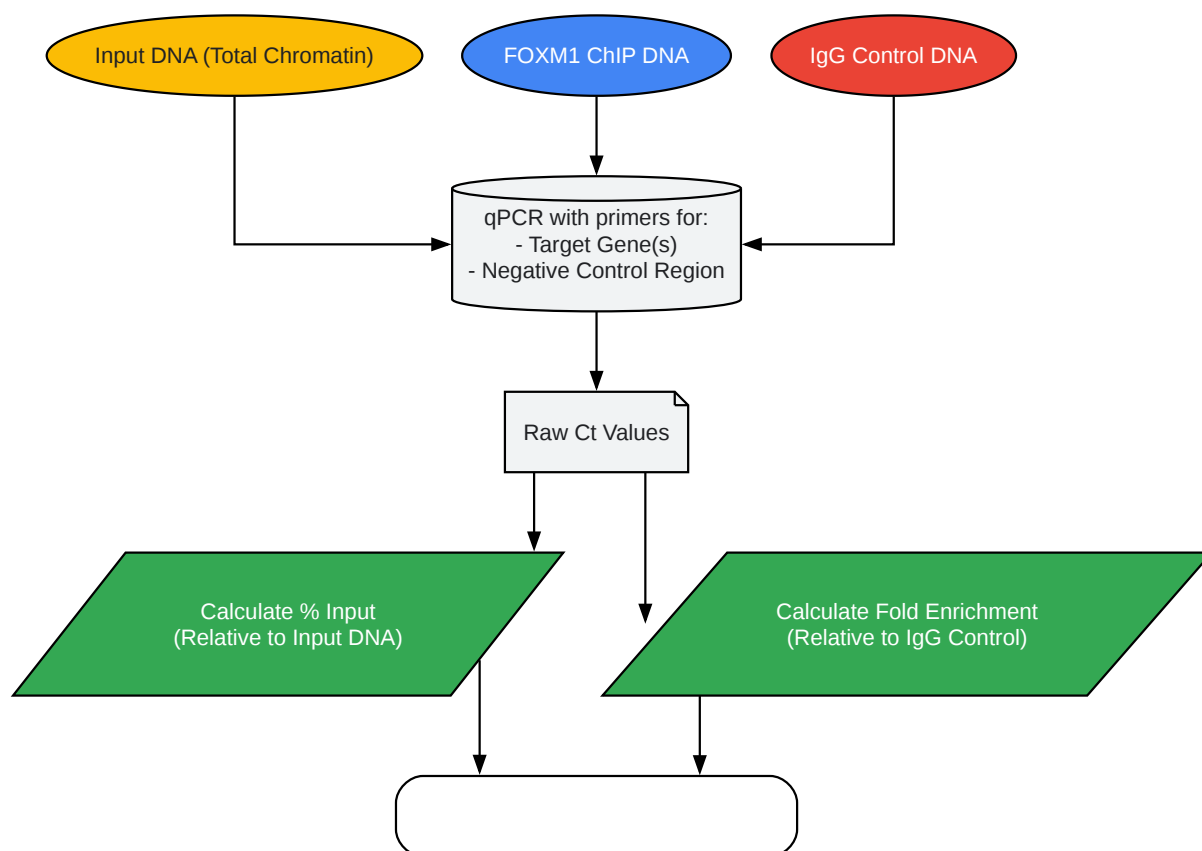 Input DNA (Total Chromatin)
FOXM1 ChIP DNA
IgG Control DNA
qPCR with primers for:
- Target Gene(s)
- Negative Control Region
Raw Ct Values
Calculate % Input
(Relative to Input DNA)
Calculate Fold Enrichment
(Relative to IgG Control)